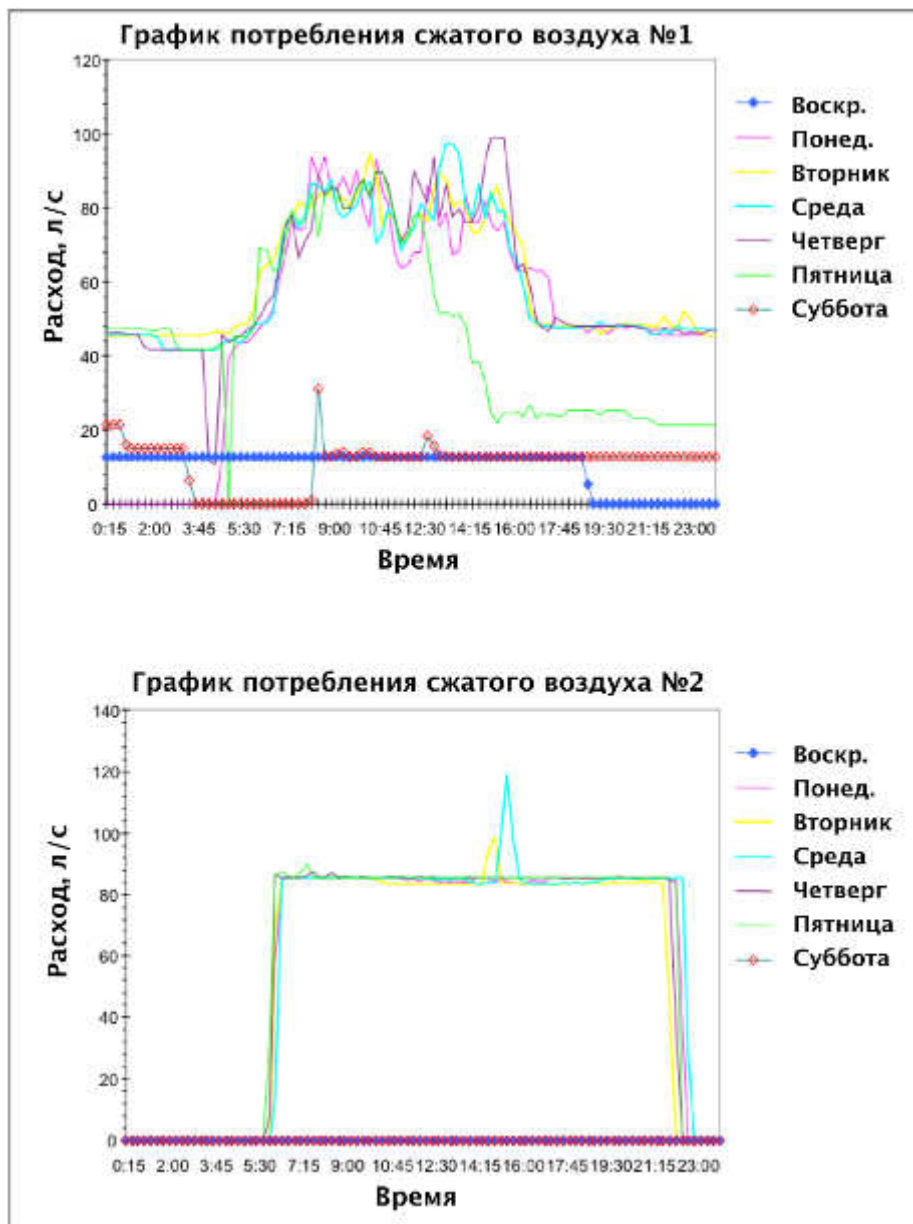 График потребления сжатого воздуха №1
120
100
80
60
40
20
0
Расход, л/с
0:15 2:00 3:45 5:30 7:15 9:00 10:45 12:30 14:15 16:00 17:45 19:30 21:15 23:00
Время
Воскр.
Понед.
Вторник
Среда
Четверг
Пятница
Суббота
График потребления сжатого воздуха №2
140
120
100
80
60
40
20
0
Расход, л/с
0:15 2:00 3:45 5:30 7:15 9:00 10:45 12:30 14:15 16:00 17:45 19:30 21:15 23:00
Время
Воскр.
Понед.
Вторник
Среда
Четверг
Пятница
Суббота